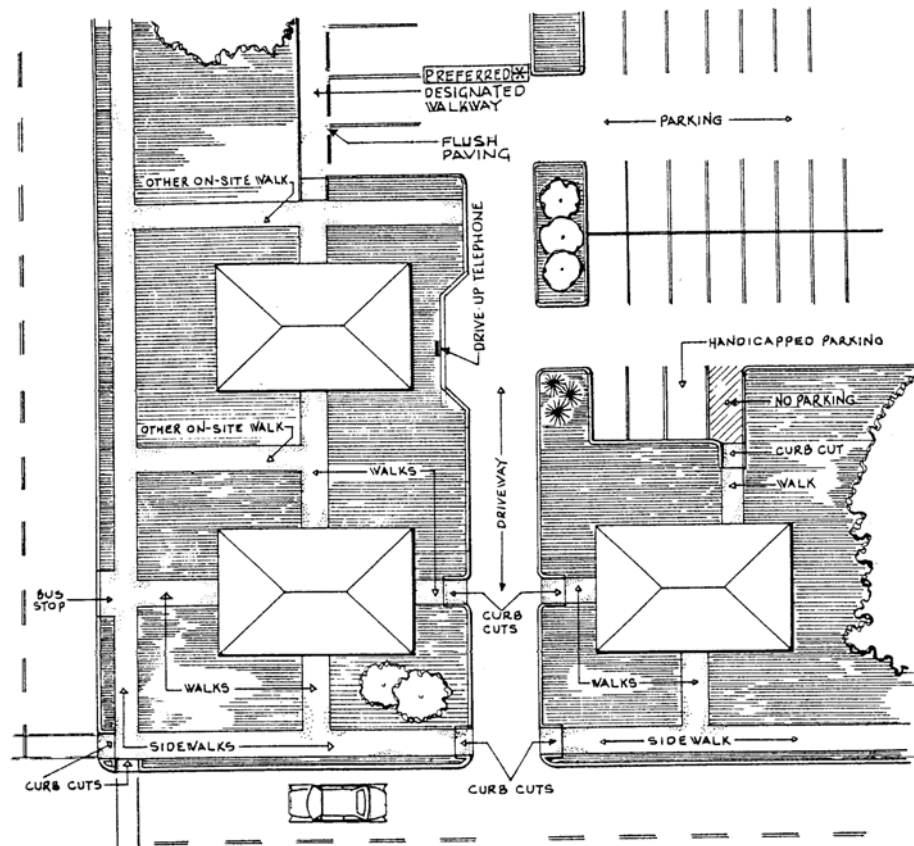 PREFERRED*
DESIGNATED
WALKWAY
PARKING
FLUSH
PAVING
OTHER ON-SITE WALK
DRIVE-UP TELEPHONE
HANDICAPPED PARKING
NO PARKING
OTHER ON-SITE WALK
CURB CUT
WALKS
WALK
DRIVEWAY
BUS
STOP
CURB
CUTS
WALKS
WALKS
SIDEWALKS
SIDEWALK
CURB CUTS
CURB CUTS